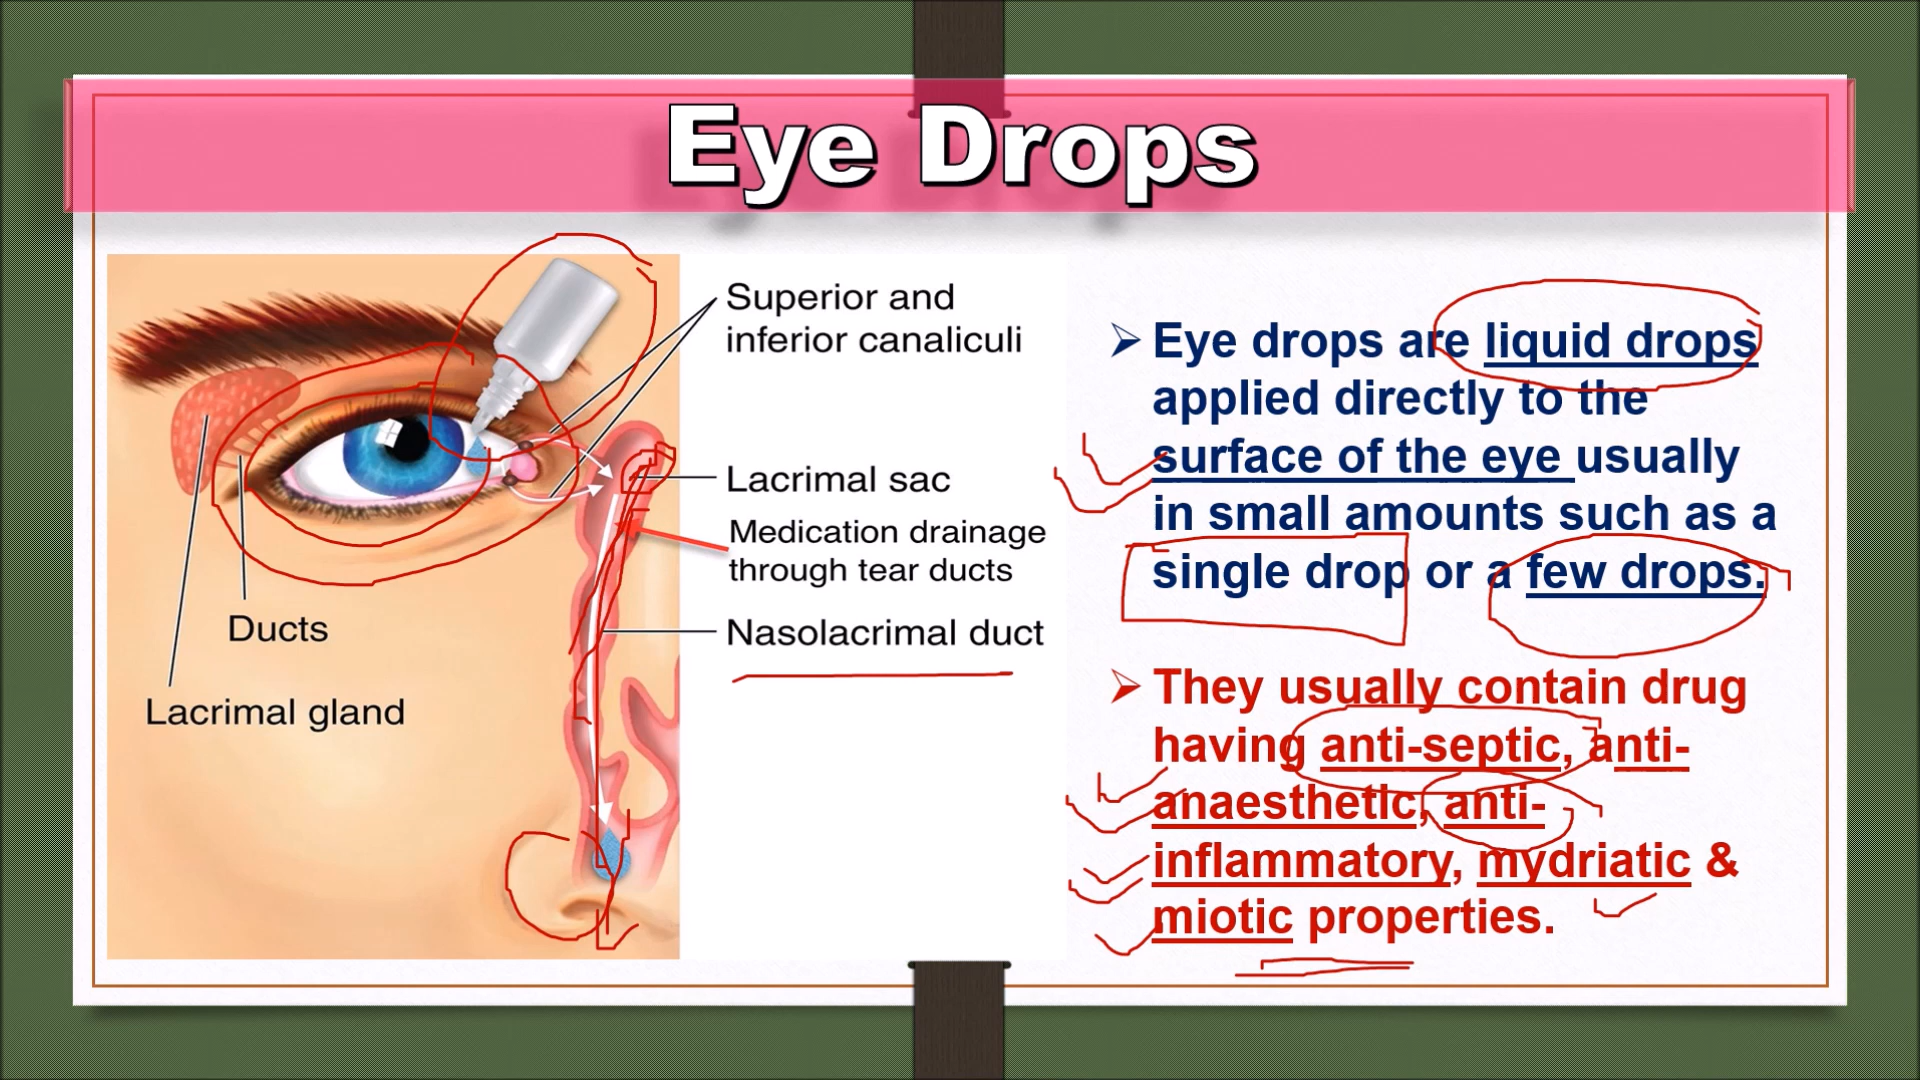 Eye Drops
Superior and
inferior canaliculi
Lacrimal sac
Medication drainage
through tear ducts
Nasolacrimal duct
Ducts
Lacrimal gland
➢ Eye drops are liquid drops
applied directly to the
surface of the eye usually
in small amounts such as a
single drop or a few drops.
➢ They usually contain drug
having anti-septic, anti-
anaesthetic, anti-
inflammatory, mydriatic &
miotic properties.